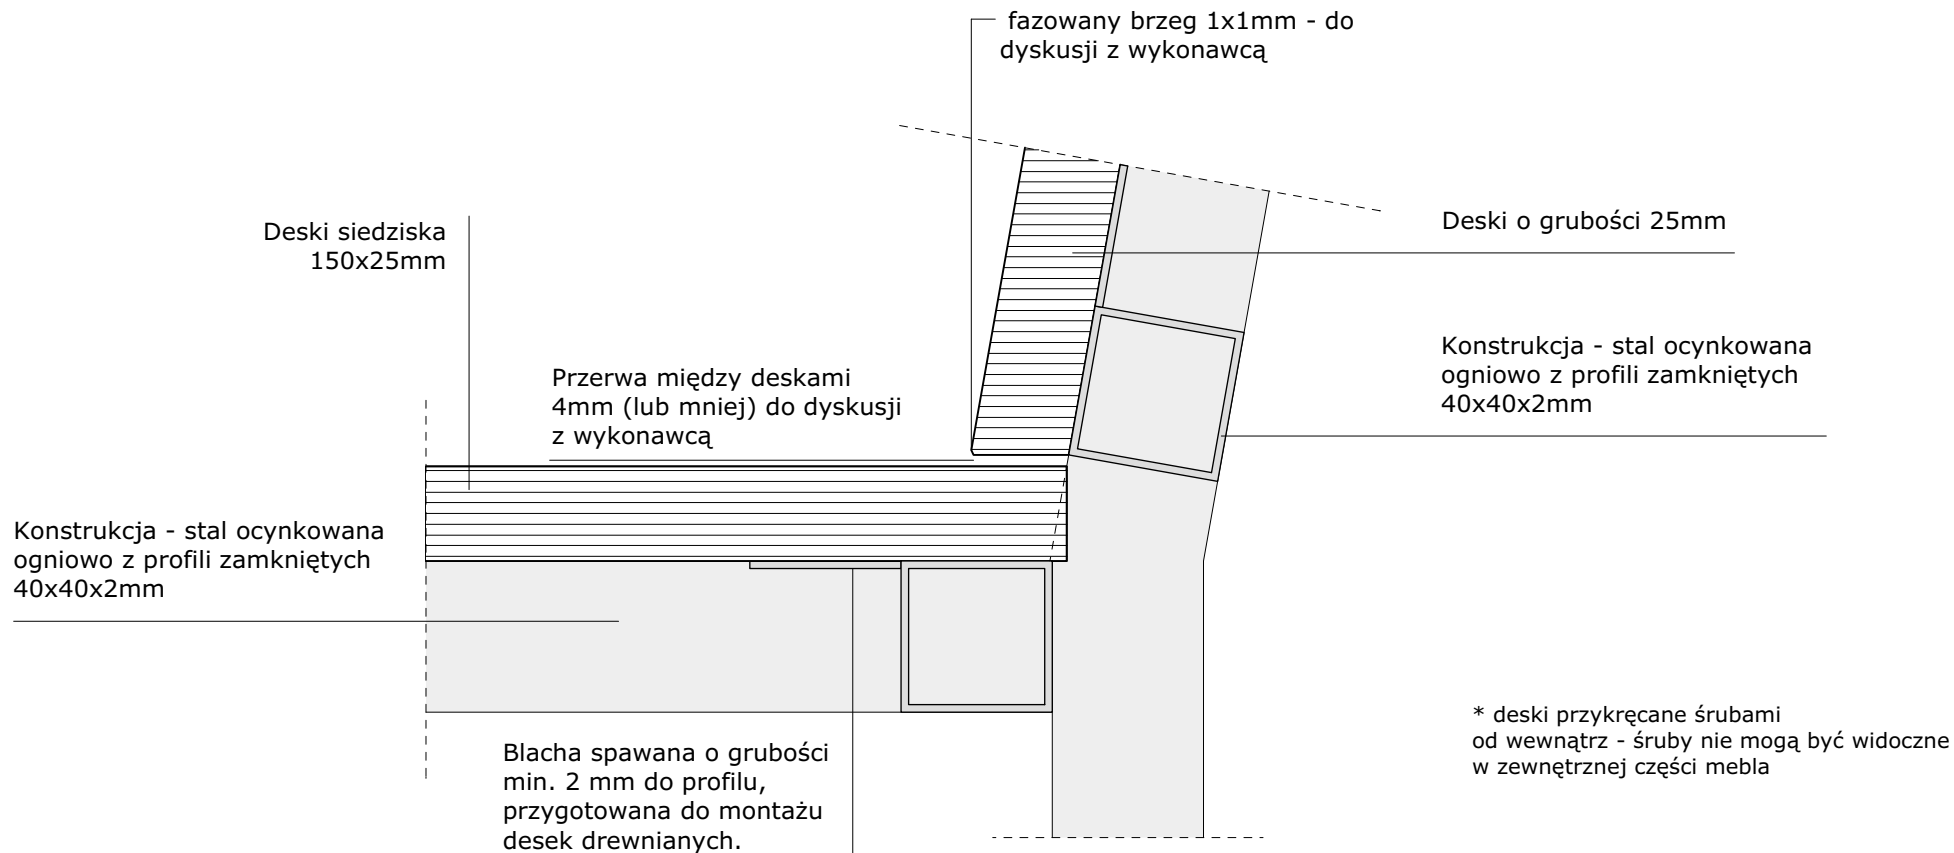 fazowany brzeg 1x1mm - do
dyskusji z wykonawcą
Deski siedziska
150x25mm
Deski o grubości 25mm
Przerwa między deskami
4mm (lub mniej) do dyskusji
z wykonawcą
Konstrukcja - stal ocynkowana
ogniowo z profili zamkniętych
40x40x2mm
Konstrukcja - stal ocynkowana
ogniowo z profili zamkniętych
40x40x2mm
Blacha spawana o grubości
min. 2 mm do profilu,
przygotowana do montażu
desek drewnianych.
* deski przykręcane śrubami
od wewnątrz - śruby nie mogą być widoczne
w zewnętrznej części mebla